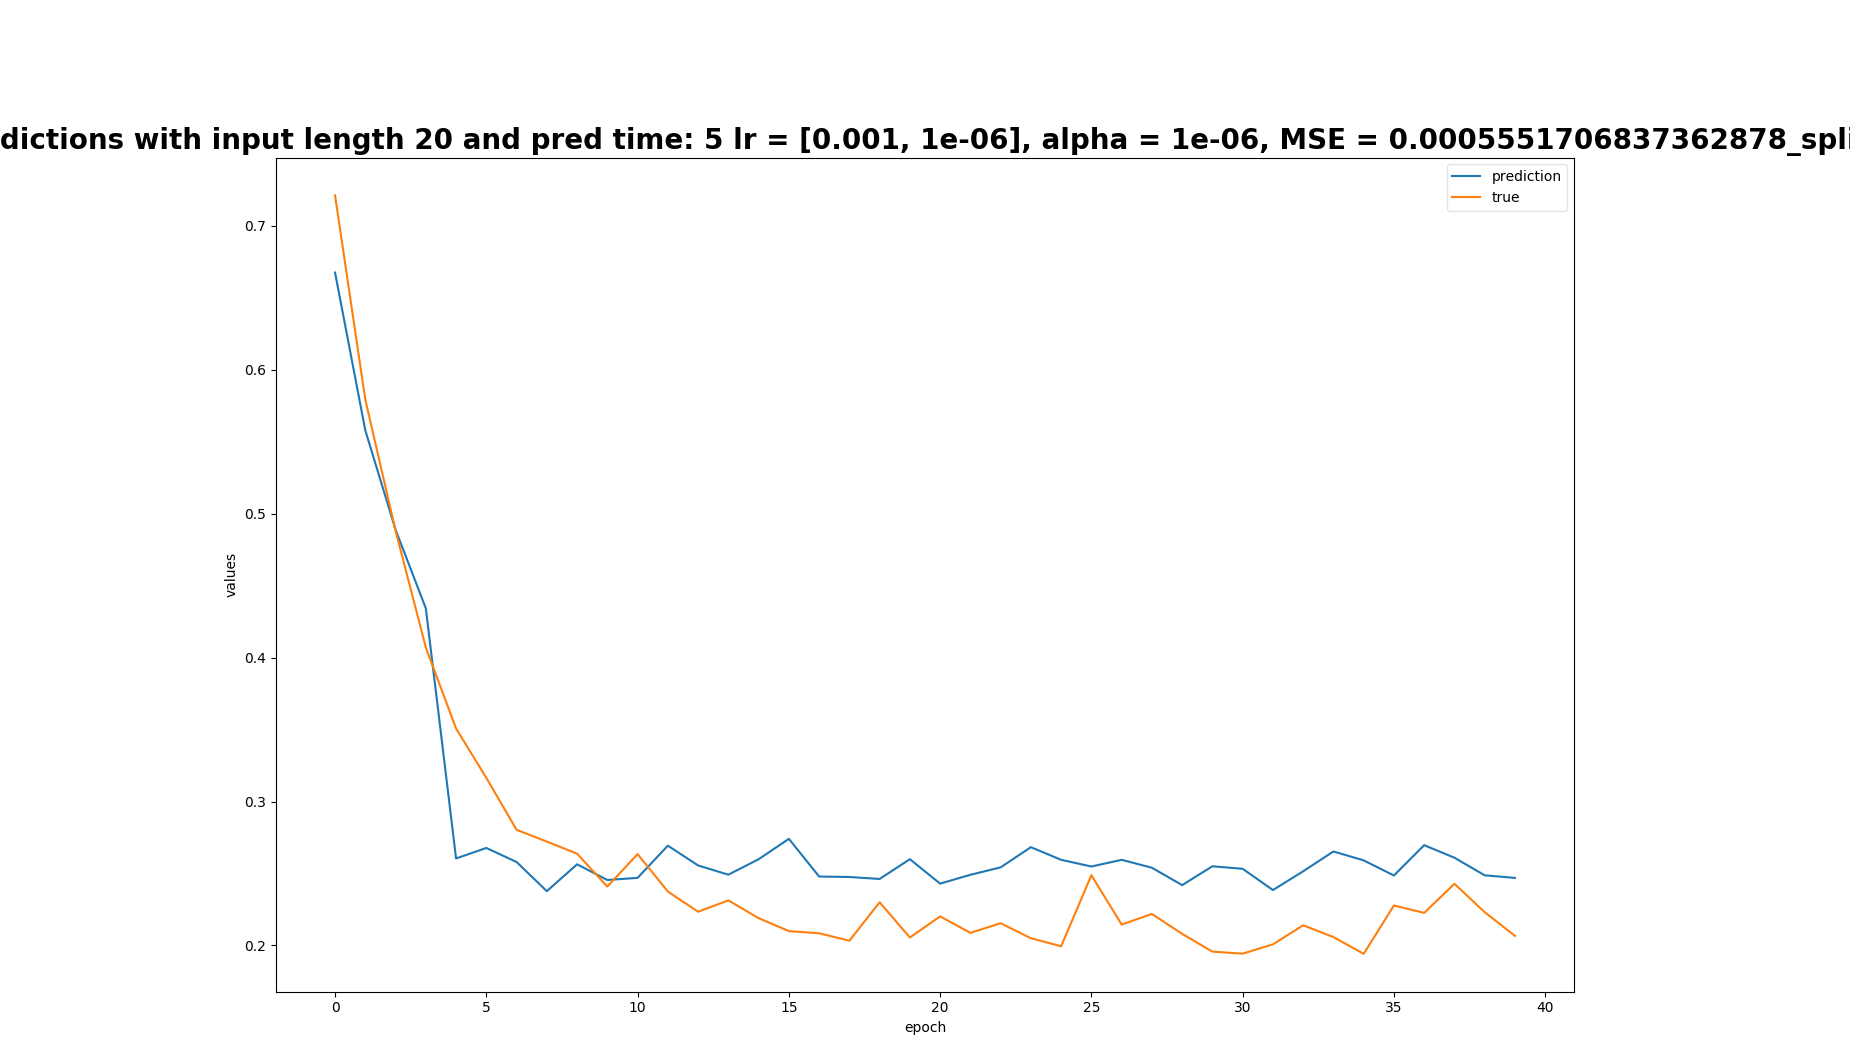 dictions with input length 20 and pred time: 5 lr = [0.001, 1e-06], alpha = 1e-06, MSE = 0.0005551706837362878_spli
prediction
true
0.7
0.6
0.5
0.4
0.3
0.2
values
0 5 10 15 20 25 30 35 40
epoch